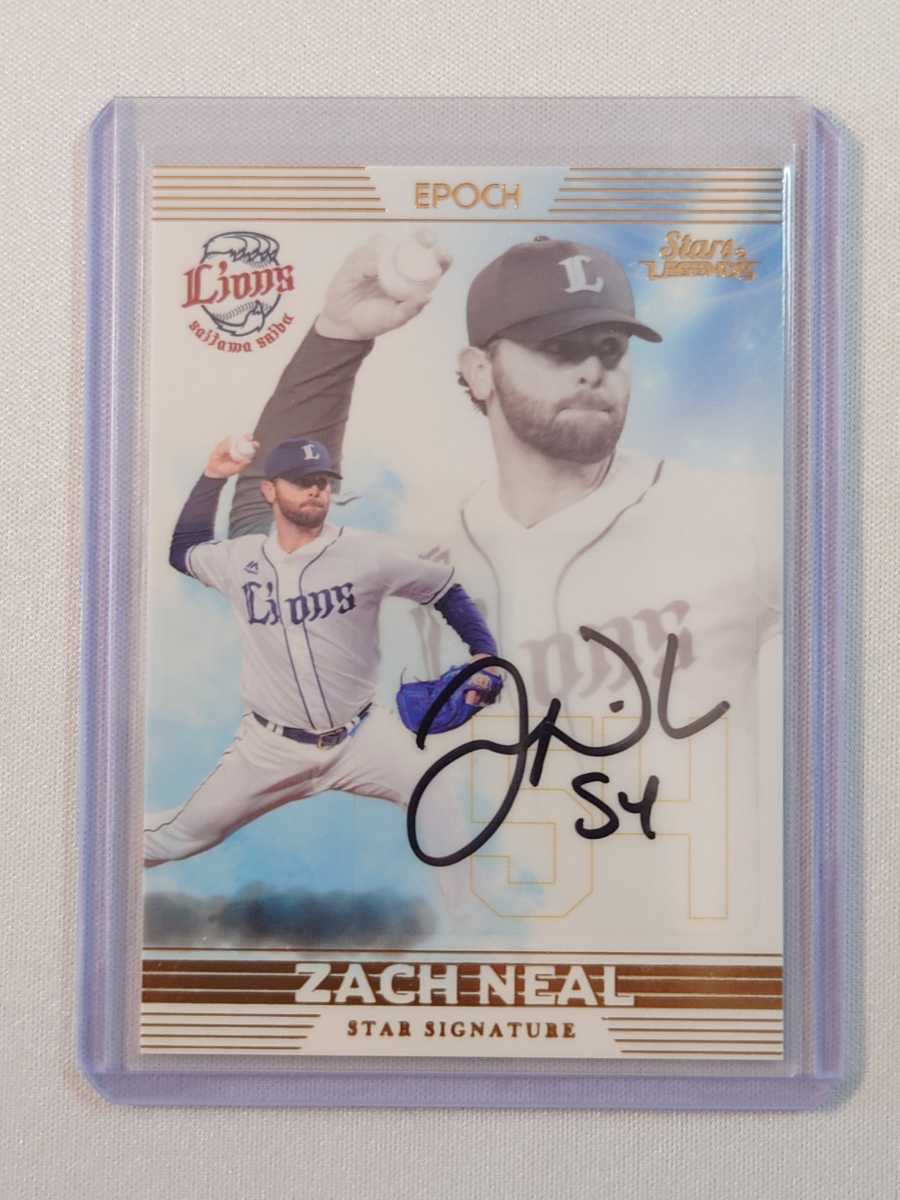 EPOCH
Stars &
LEGENDS
Lions
saitama seibu
L
L
Lions
54
54
ZACH NEAL
STAR SIGNATURE